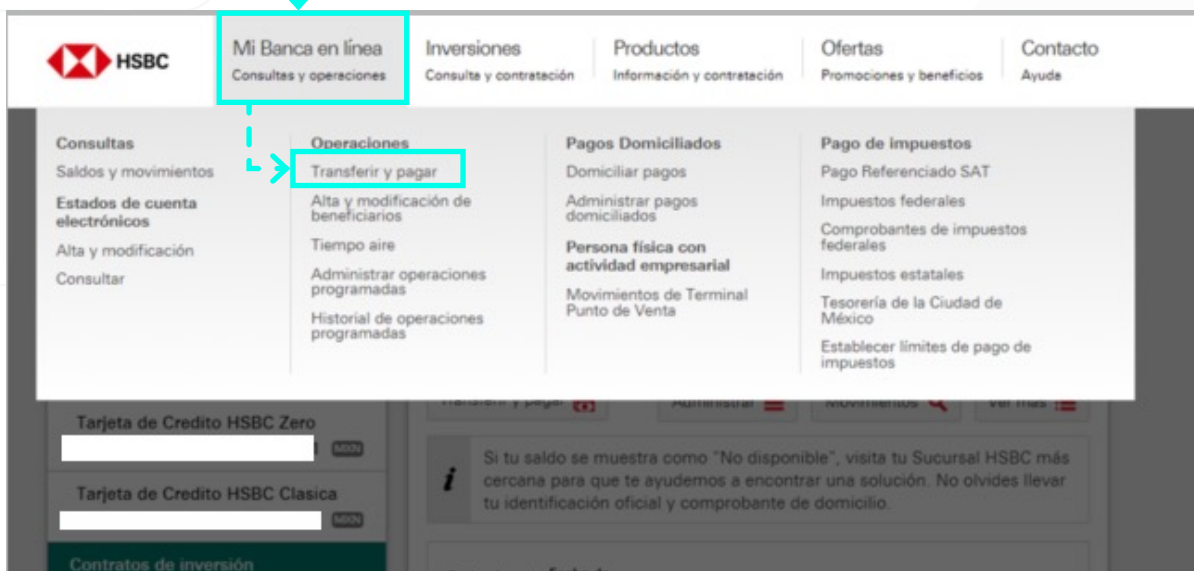 HSBC
Mi Banca en línea
Consultas y operaciones
Inversiones
Consulta y contratación
Productos
Información y contratación
Ofertas
Promociones y beneficios
Contacto
Ayuda
Consultas
Saldos y movimientos
Estados de cuenta
electrónicos
Alta y modificación
Consultar
Operaciones
Transferir y pagar
Alta y modificación de
beneficiarios
Tiempo aire
Administrar operaciones
programadas
Historial de operaciones
programadas
Pagos Domiciliados
Domiciliar pagos
Administrar pagos
domiciliados
Persona física con
actividad empresarial
Movimientos de Terminal
Punto de Venta
Pago de impuestos
Pago Referenciado SAT
Impuestos federales
Comprobantes de impuestos
federales
Impuestos estatales
Tesorería de la Ciudad de
México
Establecer límites de pago de
impuestos
Transferir y pagar
Administrar
Movimientos
Ver más
Tarjeta de Credito HSBC Zero
MXN
Tarjeta de Credito HSBC Clasica
MXN
Contratos de inversión
Si tu saldo se muestra como "No disponible", visita tu Sucursal HSBC más
cercana para que te ayudemos a encontrar una solución. No olvides llevar
tu identificación oficial y comprobante de domicilio.